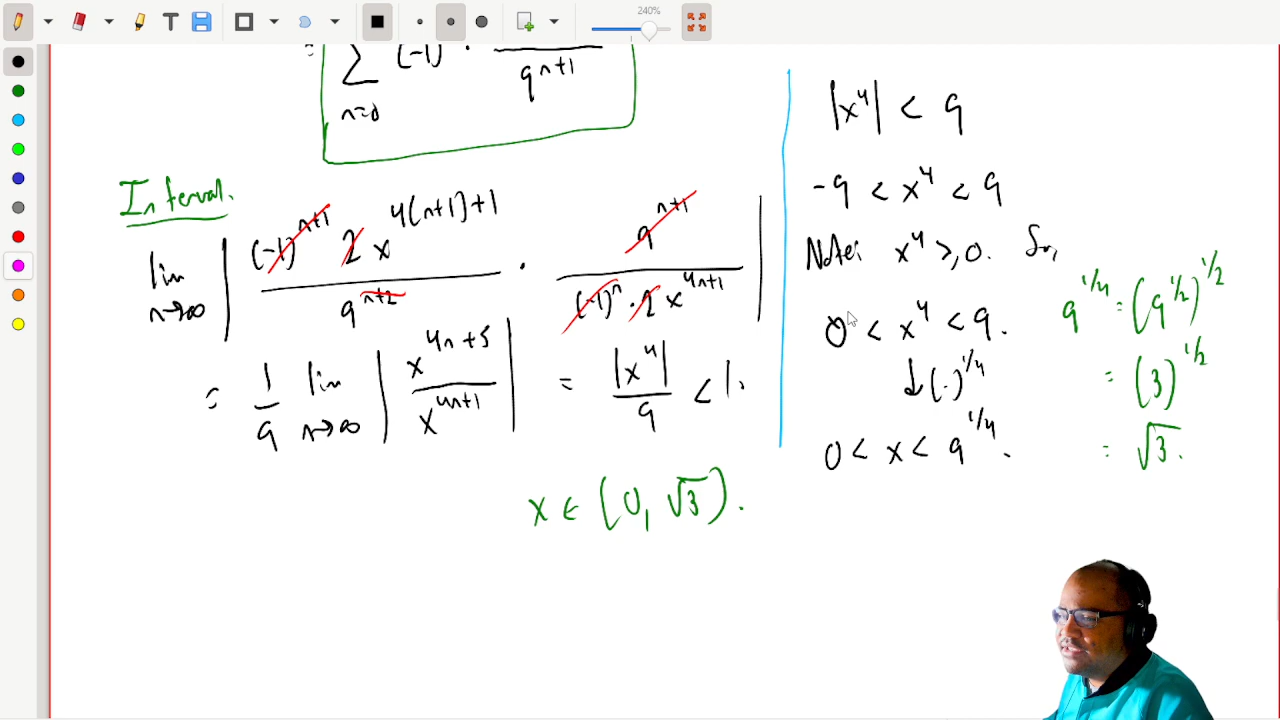 240%
= ∑ (-1) ·
n=0
9^{n+1}
Interval.
lim n→∞ | (-1)^{n+1} 2 x^{4(n+1)+1} / 9^{n+2} · 9^{n+1} / (-1)^n · 2 x^{4n+1} |
= 1/9 lim n→∞ | x^{4n+5} / x^{4n+1} | = |x^4| / 9 < 1.
x ∈ (0, √3).
|x^4| < 9
-9 < x^4 < 9
Note: x^4 >, 0. So,
0 < x^4 < 9.
↓ (·)^{1/4}
0 < x < 9^{1/4}.
9^{1/4} = (9^{1/2})^{1/2}
= (3)^{1/2}
= √3.